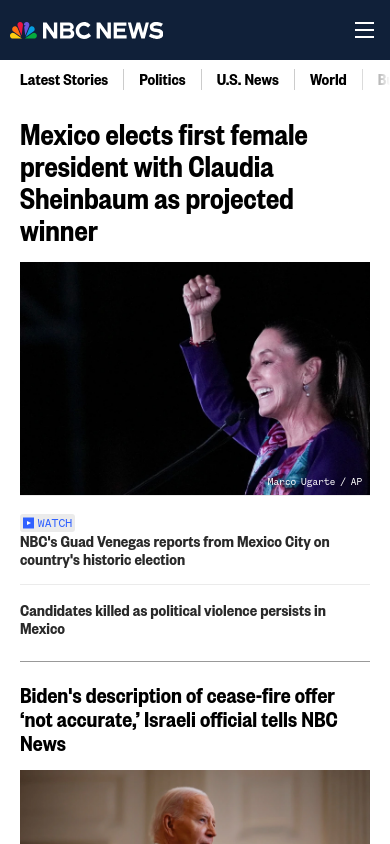 NBC NEWS
Latest Stories
Politics
U.S. News
World
Mexico elects first female
president with Claudia
Sheinbaum as projected
winner
Marco Ugarte / AP
WATCH
NBC's Guad Venegas reports from Mexico City on
country's historic election
Candidates killed as political violence persists in
Mexico
Biden's description of cease-fire offer
‘not accurate,’ Israeli official tells NBC
News